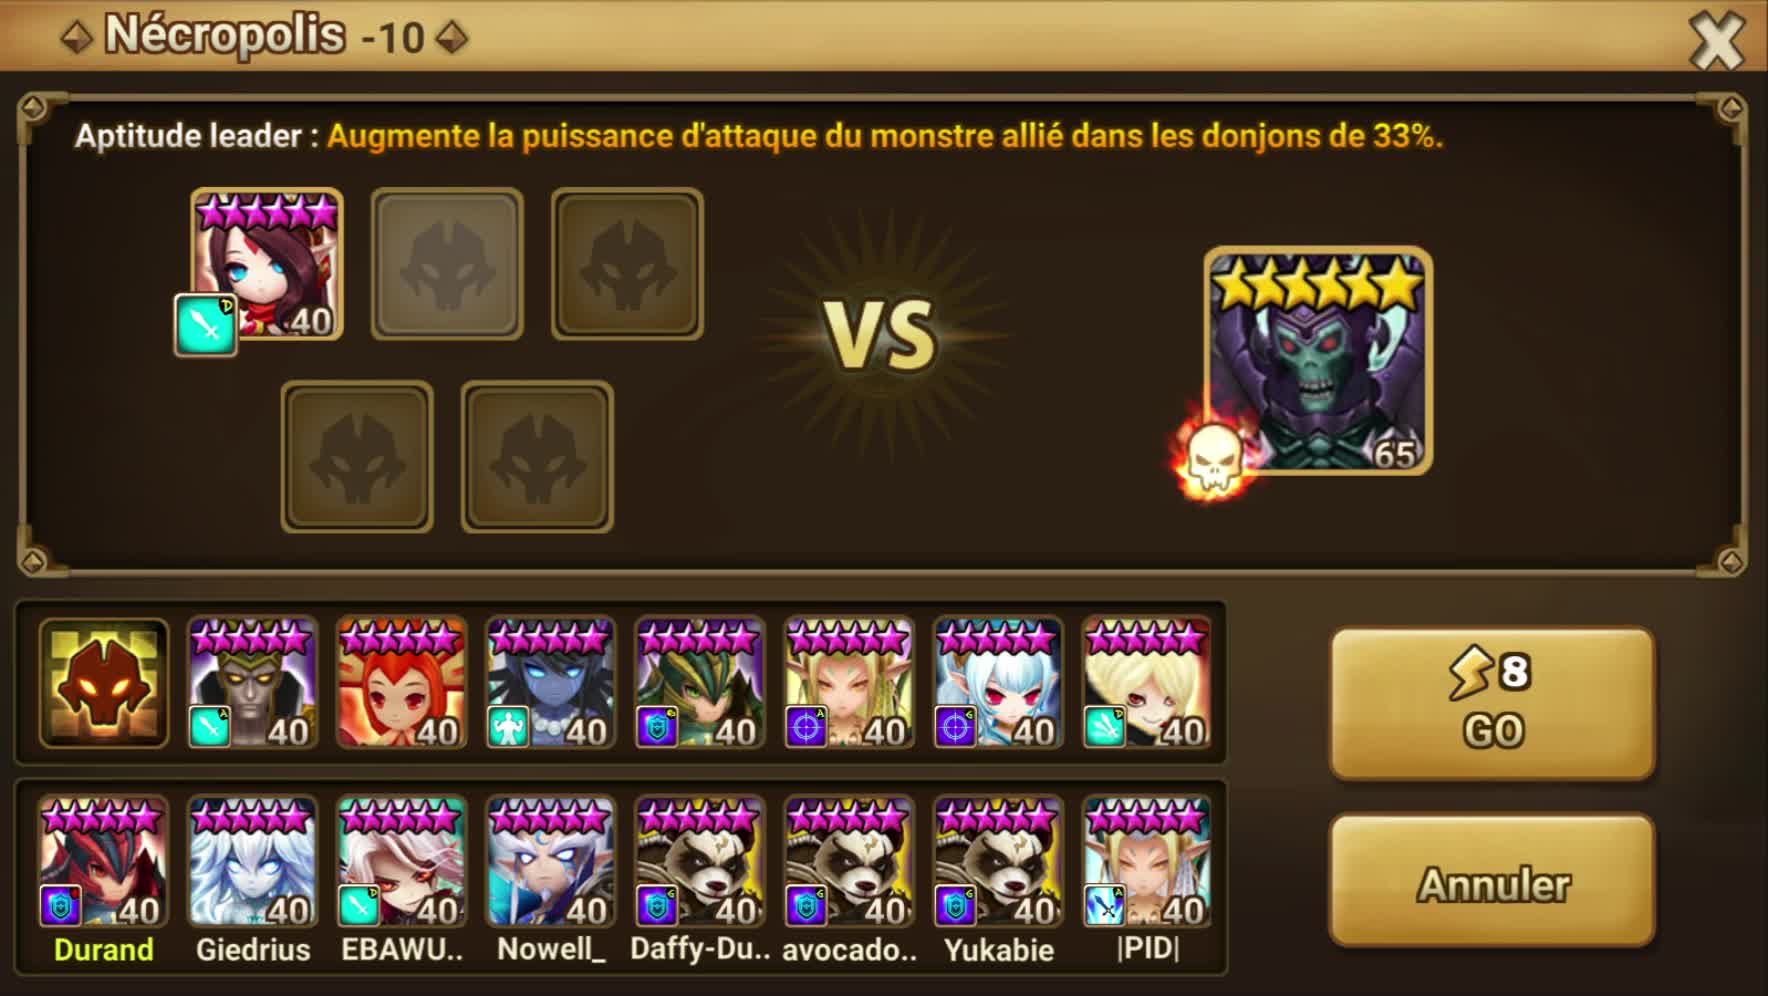 Nécropolis -10
Aptitude leader : Augmente la puissance d'attaque du monstre allié dans les donjons de 33%.
D
40
VS
65
A
40
40
40
40
A
40
G
40
D
40
8
GO
40
40
D
40
40
G
40
G
40
G
40
A
40
Durand
Giedrius
EBAWU..
Nowell_
Daffy-Du..
avocado..
Yukabie
|PID|
Annuler